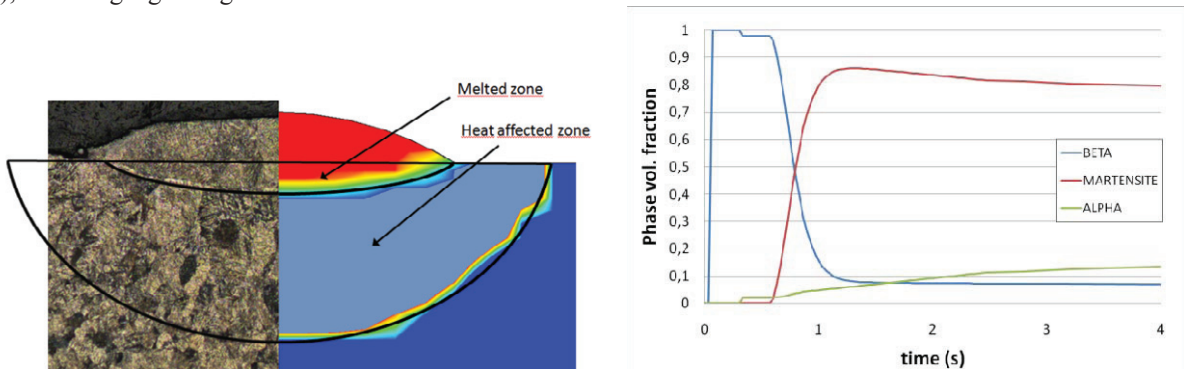 Melted zone
Heat affected zone
1
0,9
0,8
0,7
0,6
0,5
0,4
0,3
0,2
0,1
0
Phase vol. fraction
0
1
2
3
4
time (s)
BETA
MARTENSITE
ALPHA